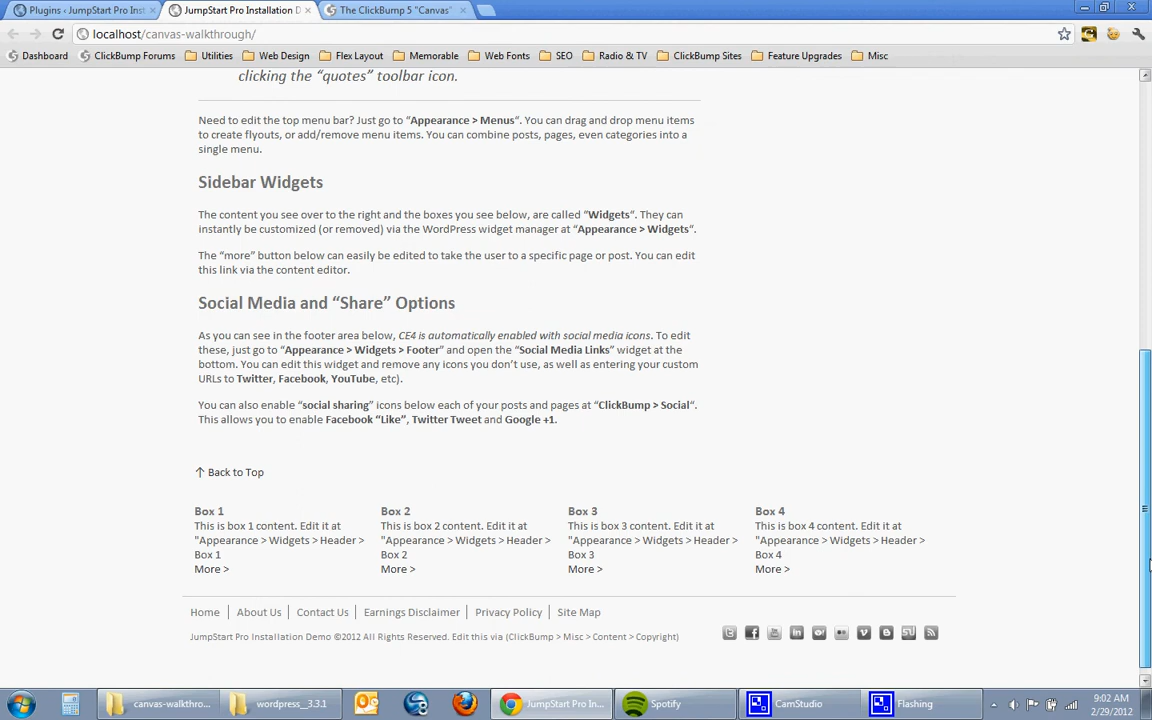 Plugins ‹ JumpStart Pro Inst
JumpStart Pro Installation D
The ClickBump 5 "Canvas"
localhost/canvas-walkthrough/
Dashboard
ClickBump Forums
Utilities
Web Design
Flex Layout
Memorable
Web Fonts
SEO
Radio & TV
ClickBump Sites
Feature Upgrades
Misc
clicking the “quotes” toolbar icon.
Need to edit the top menu bar? Just go to “Appearance > Menus“. You can drag and drop menu items
to create flyouts, or add/remove menu items. You can combine posts, pages, even categories into a
single menu.
Sidebar Widgets
The content you see over to the right and the boxes you see below, are called “Widgets“. They can
instantly be customized (or removed) via the WordPress widget manager at “Appearance > Widgets“.
The “more” button below can easily be edited to take the user to a specific page or post. You can edit
this link via the content editor.
Social Media and “Share” Options
As you can see in the footer area below, CE4 is automatically enabled with social media icons. To edit
these, just go to “Appearance > Widgets > Footer” and open the “Social Media Links” widget at the
bottom. You can edit this widget and remove any icons you don’t use, as well as entering your custom
URLs to Twitter, Facebook, YouTube, etc).
You can also enable “social sharing” icons below each of your posts and pages at “ClickBump > Social“.
This allows you to enable Facebook “Like”, Twitter Tweet and Google +1.
↑ Back to Top
Box 1
This is box 1 content. Edit it at
"Appearance > Widgets > Header >
Box 1
More >
Box 2
This is box 2 content. Edit it at
"Appearance > Widgets > Header >
Box 2
More >
Box 3
This is box 3 content. Edit it at
"Appearance > Widgets > Header >
Box 3
More >
Box 4
This is box 4 content. Edit it at
"Appearance > Widgets > Header >
Box 4
More >
Home
About Us
Contact Us
Earnings Disclaimer
Privacy Policy
Site Map
JumpStart Pro Installation Demo ©2012 All Rights Reserved. Edit this via (ClickBump > Misc > Content > Copyright)
canvas-walkthro...
wordpress__3.3.1
JumpStart Pro In...
Spotify
CamStudio
Flashing
9:02 AM
2/29/2012